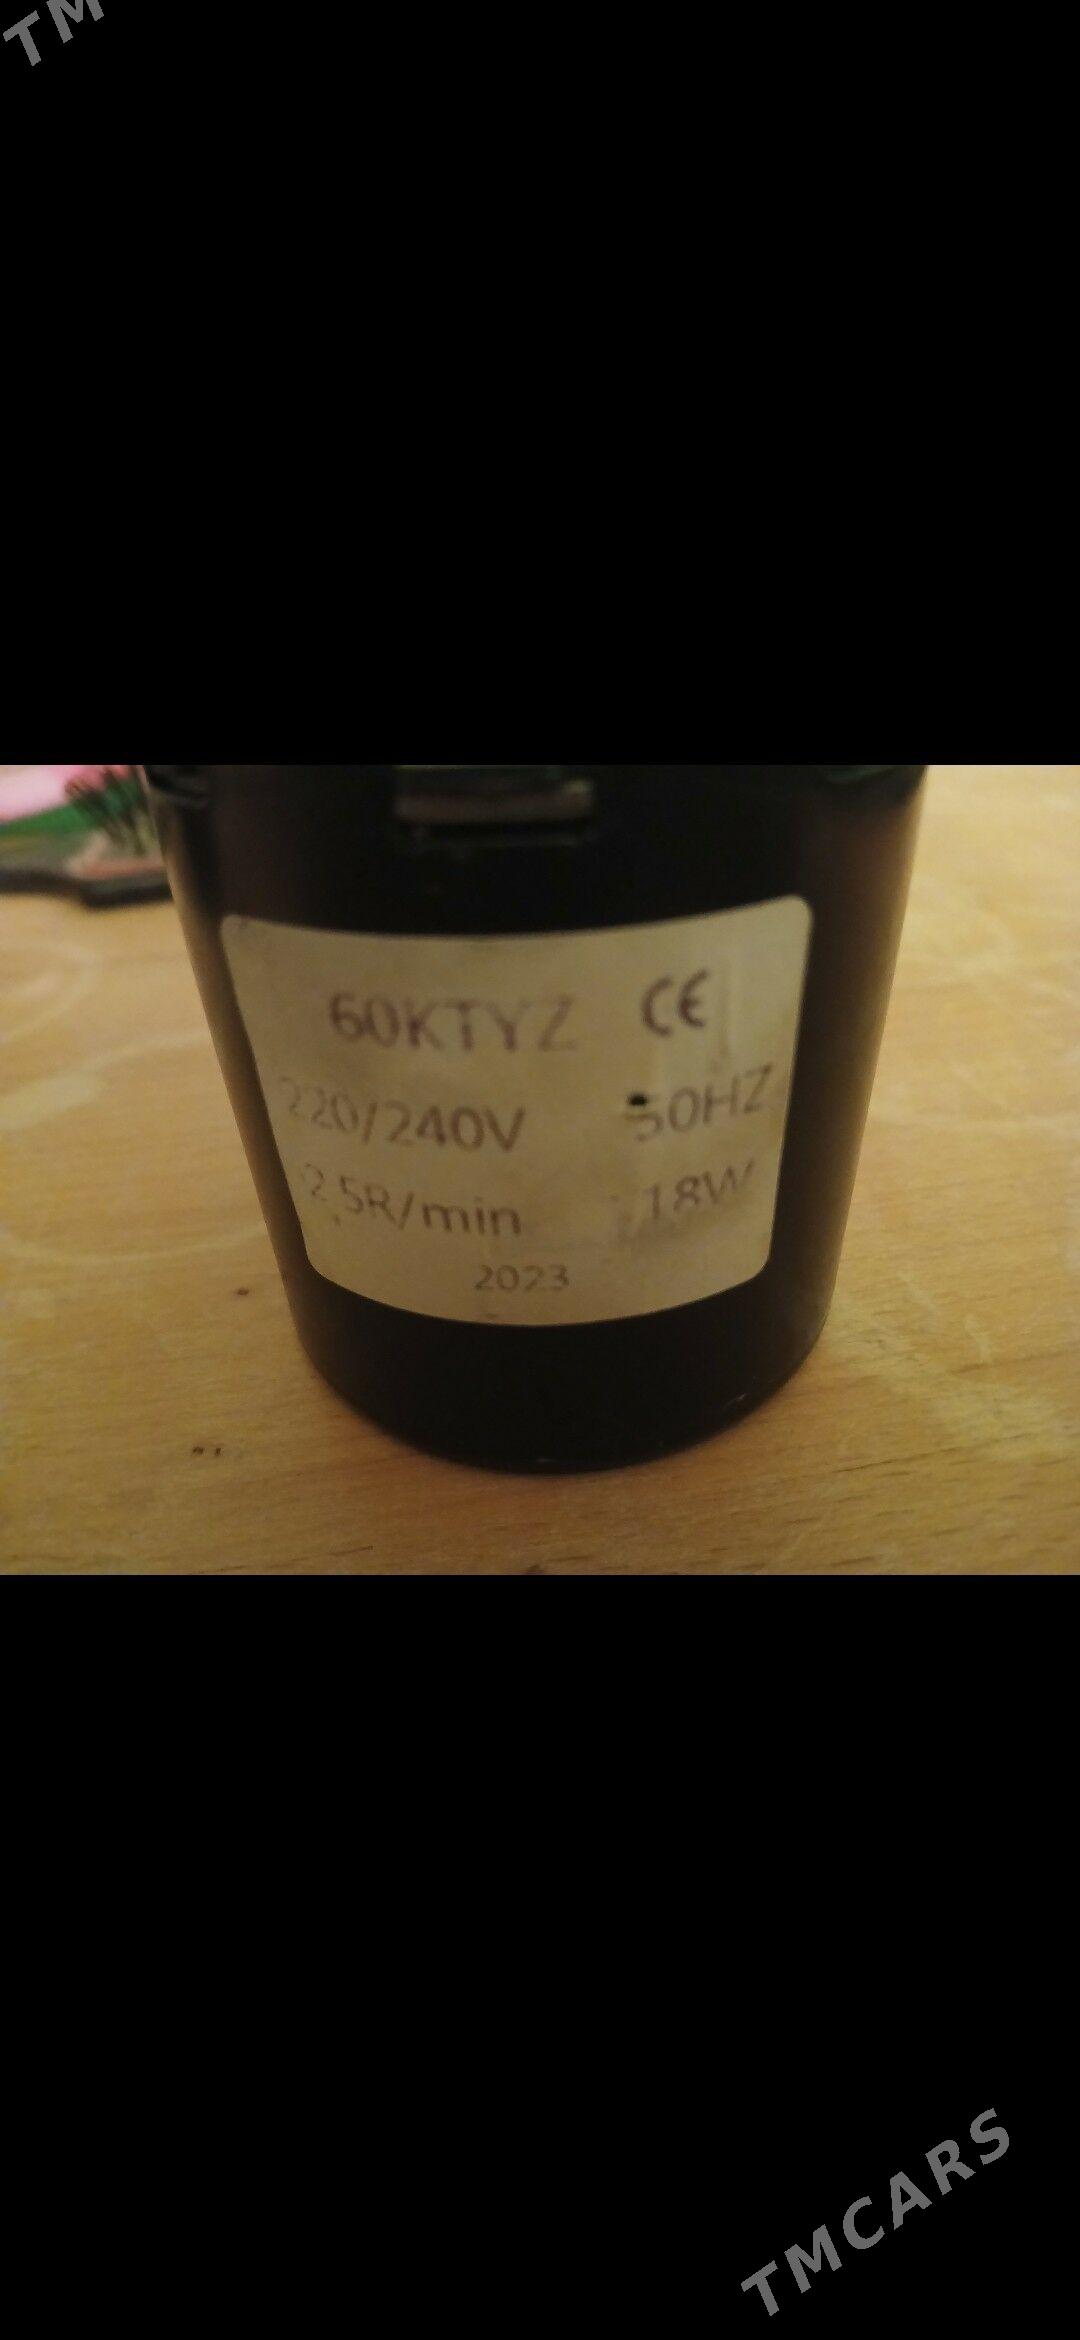 TM
60KTYZ CE
220/240V 50HZ
2.5R/min 18W
2023
TMCARS